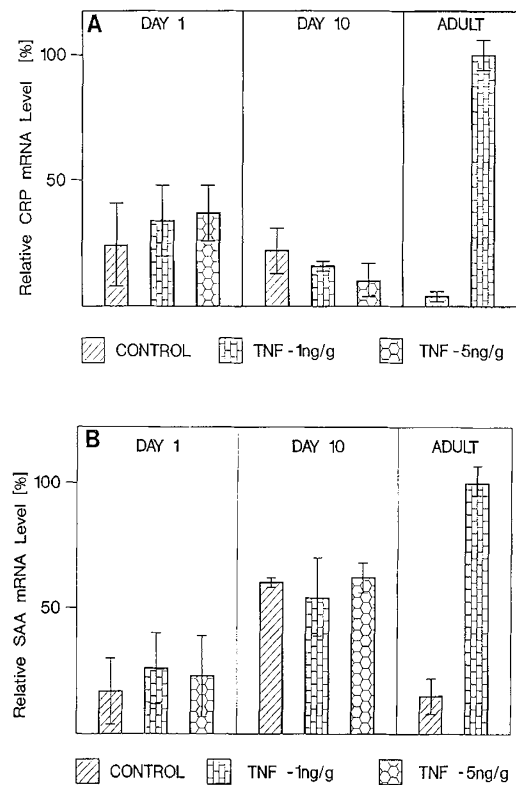 A
DAY 1
DAY 10
ADULT
Relative CRP mRNA Level [%]
100
50
CONTROL
TNF -1ng/g
TNF -5ng/g
B
DAY 1
DAY 10
ADULT
Relative SAA mRNA Level [%]
100
50
CONTROL
TNF -1ng/g
TNF -5ng/g